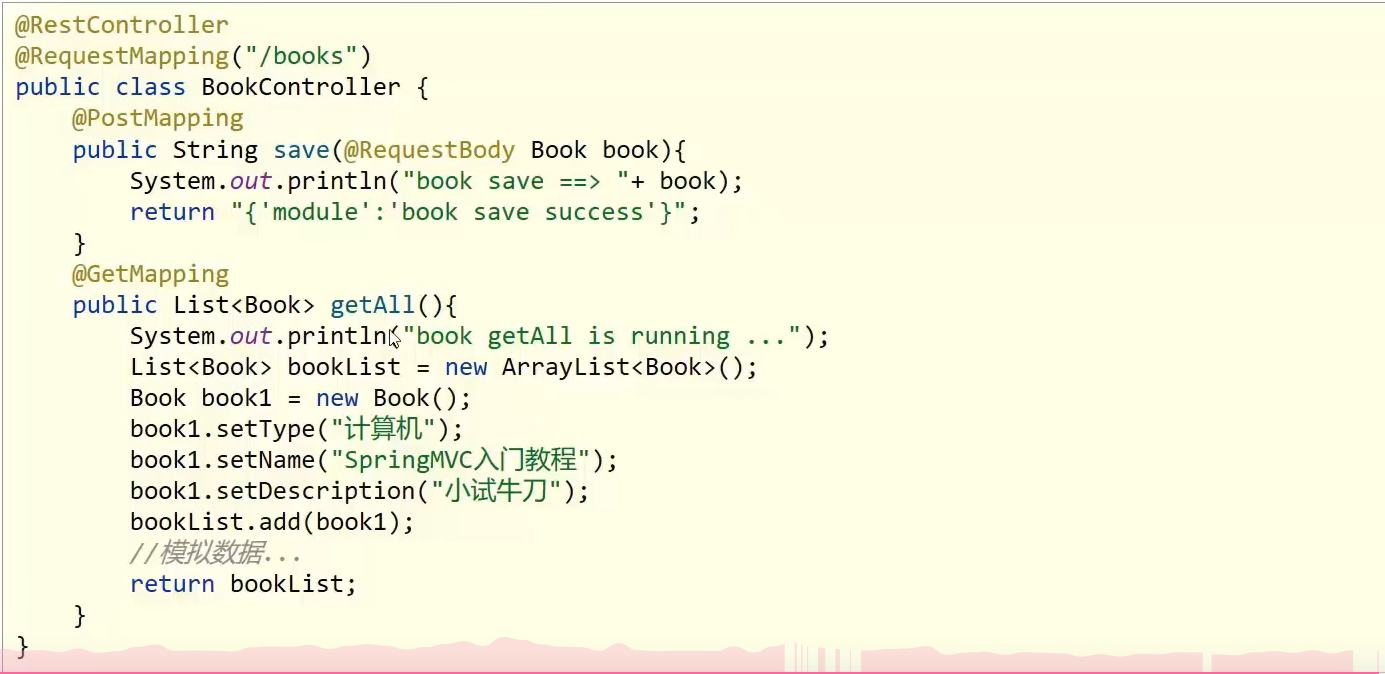 @RestController
@RequestMapping("/books")
public class BookController {
    @PostMapping
    public String save(@RequestBody Book book){
        System.out.println("book save ==> "+ book);
        return "{'module':'book save success'}";
    }
    @GetMapping
    public List<Book> getAll(){
        System.out.println("book getAll is running ...");
        List<Book> bookList = new ArrayList<Book>();
        Book book1 = new Book();
        book1.setType("计算机");
        book1.setName("SpringMVC入门教程");
        book1.setDescription("小试牛刀");
        bookList.add(book1);
        //模拟数据...
        return bookList;
    }
}